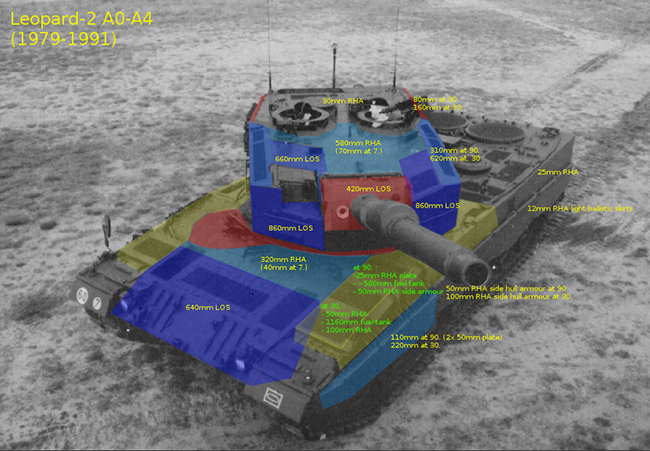 Leopard-2 A0-A4
(1979-1991)
30mm RHA
80mm at 90.
160mm at 30.
580mm RHA
(70mm at 7.)
660mm LOS
310mm at 90.
620mm at. 30
25mm RHA
420mm LOS
860mm LOS
12mm RHA light ballistic skirts
860mm LOS
320mm RHA
(40mm at 7.)
at 90
-25mm RHA plate
- ~580mm fuel tank
- 50mm RHA side armour
50mm RHA side hull armour at 90.
100mm RHA side hull armour at 30.
640mm LOS
at 30.
- 50mm RHA
- 1160mm fuel tank
- 100mm RHA
110mm at 90. (2x 50mm plate)
220mm at 30.
7